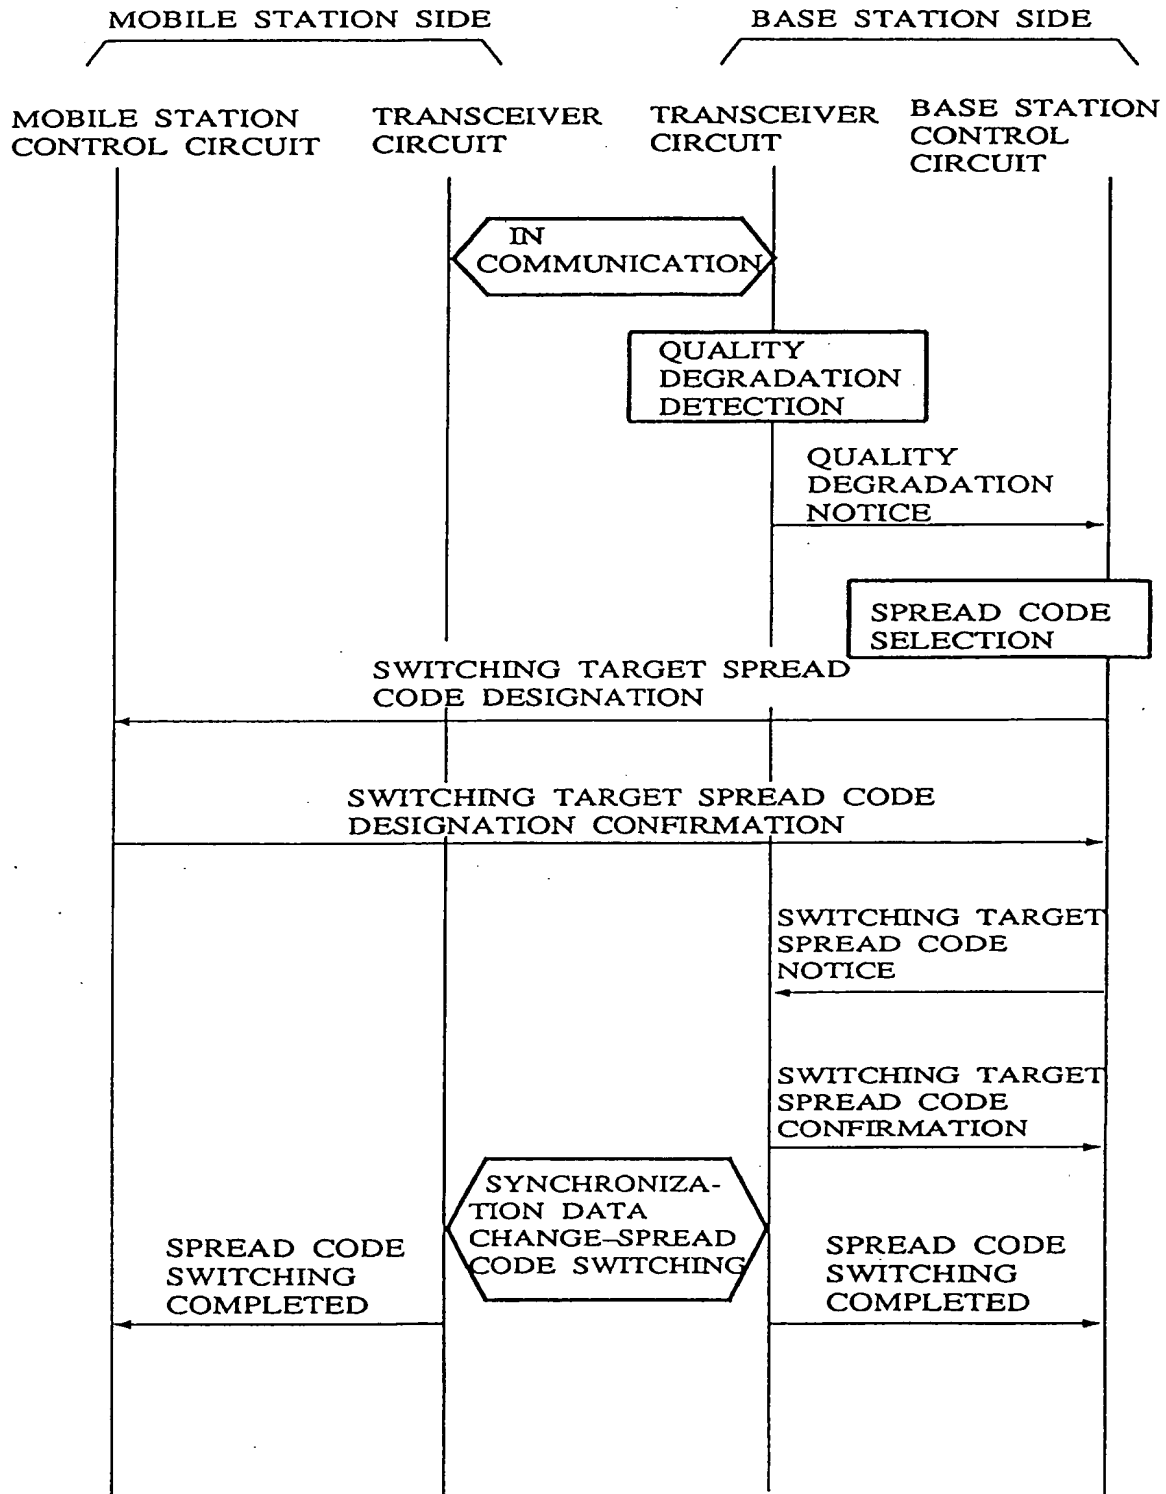 MOBILE STATION SIDE
BASE STATION SIDE
MOBILE STATION
CONTROL CIRCUIT
TRANSCEIVER
CIRCUIT
TRANSCEIVER
CIRCUIT
BASE STATION
CONTROL
CIRCUIT
IN
COMMUNICATION
QUALITY
DEGRADATION
DETECTION
QUALITY
DEGRADATION
NOTICE
SPREAD CODE
SELECTION
SWITCHING TARGET SPREAD
CODE DESIGNATION
SWITCHING TARGET SPREAD CODE
DESIGNATION CONFIRMATION
SWITCHING TARGET
SPREAD CODE
NOTICE
SWITCHING TARGET
SPREAD CODE
CONFIRMATION
SYNCHRONIZA-
TION DATA
CHANGE–SPREAD
CODE SWITCHING
SPREAD CODE
SWITCHING
COMPLETED
SPREAD CODE
SWITCHING
COMPLETED